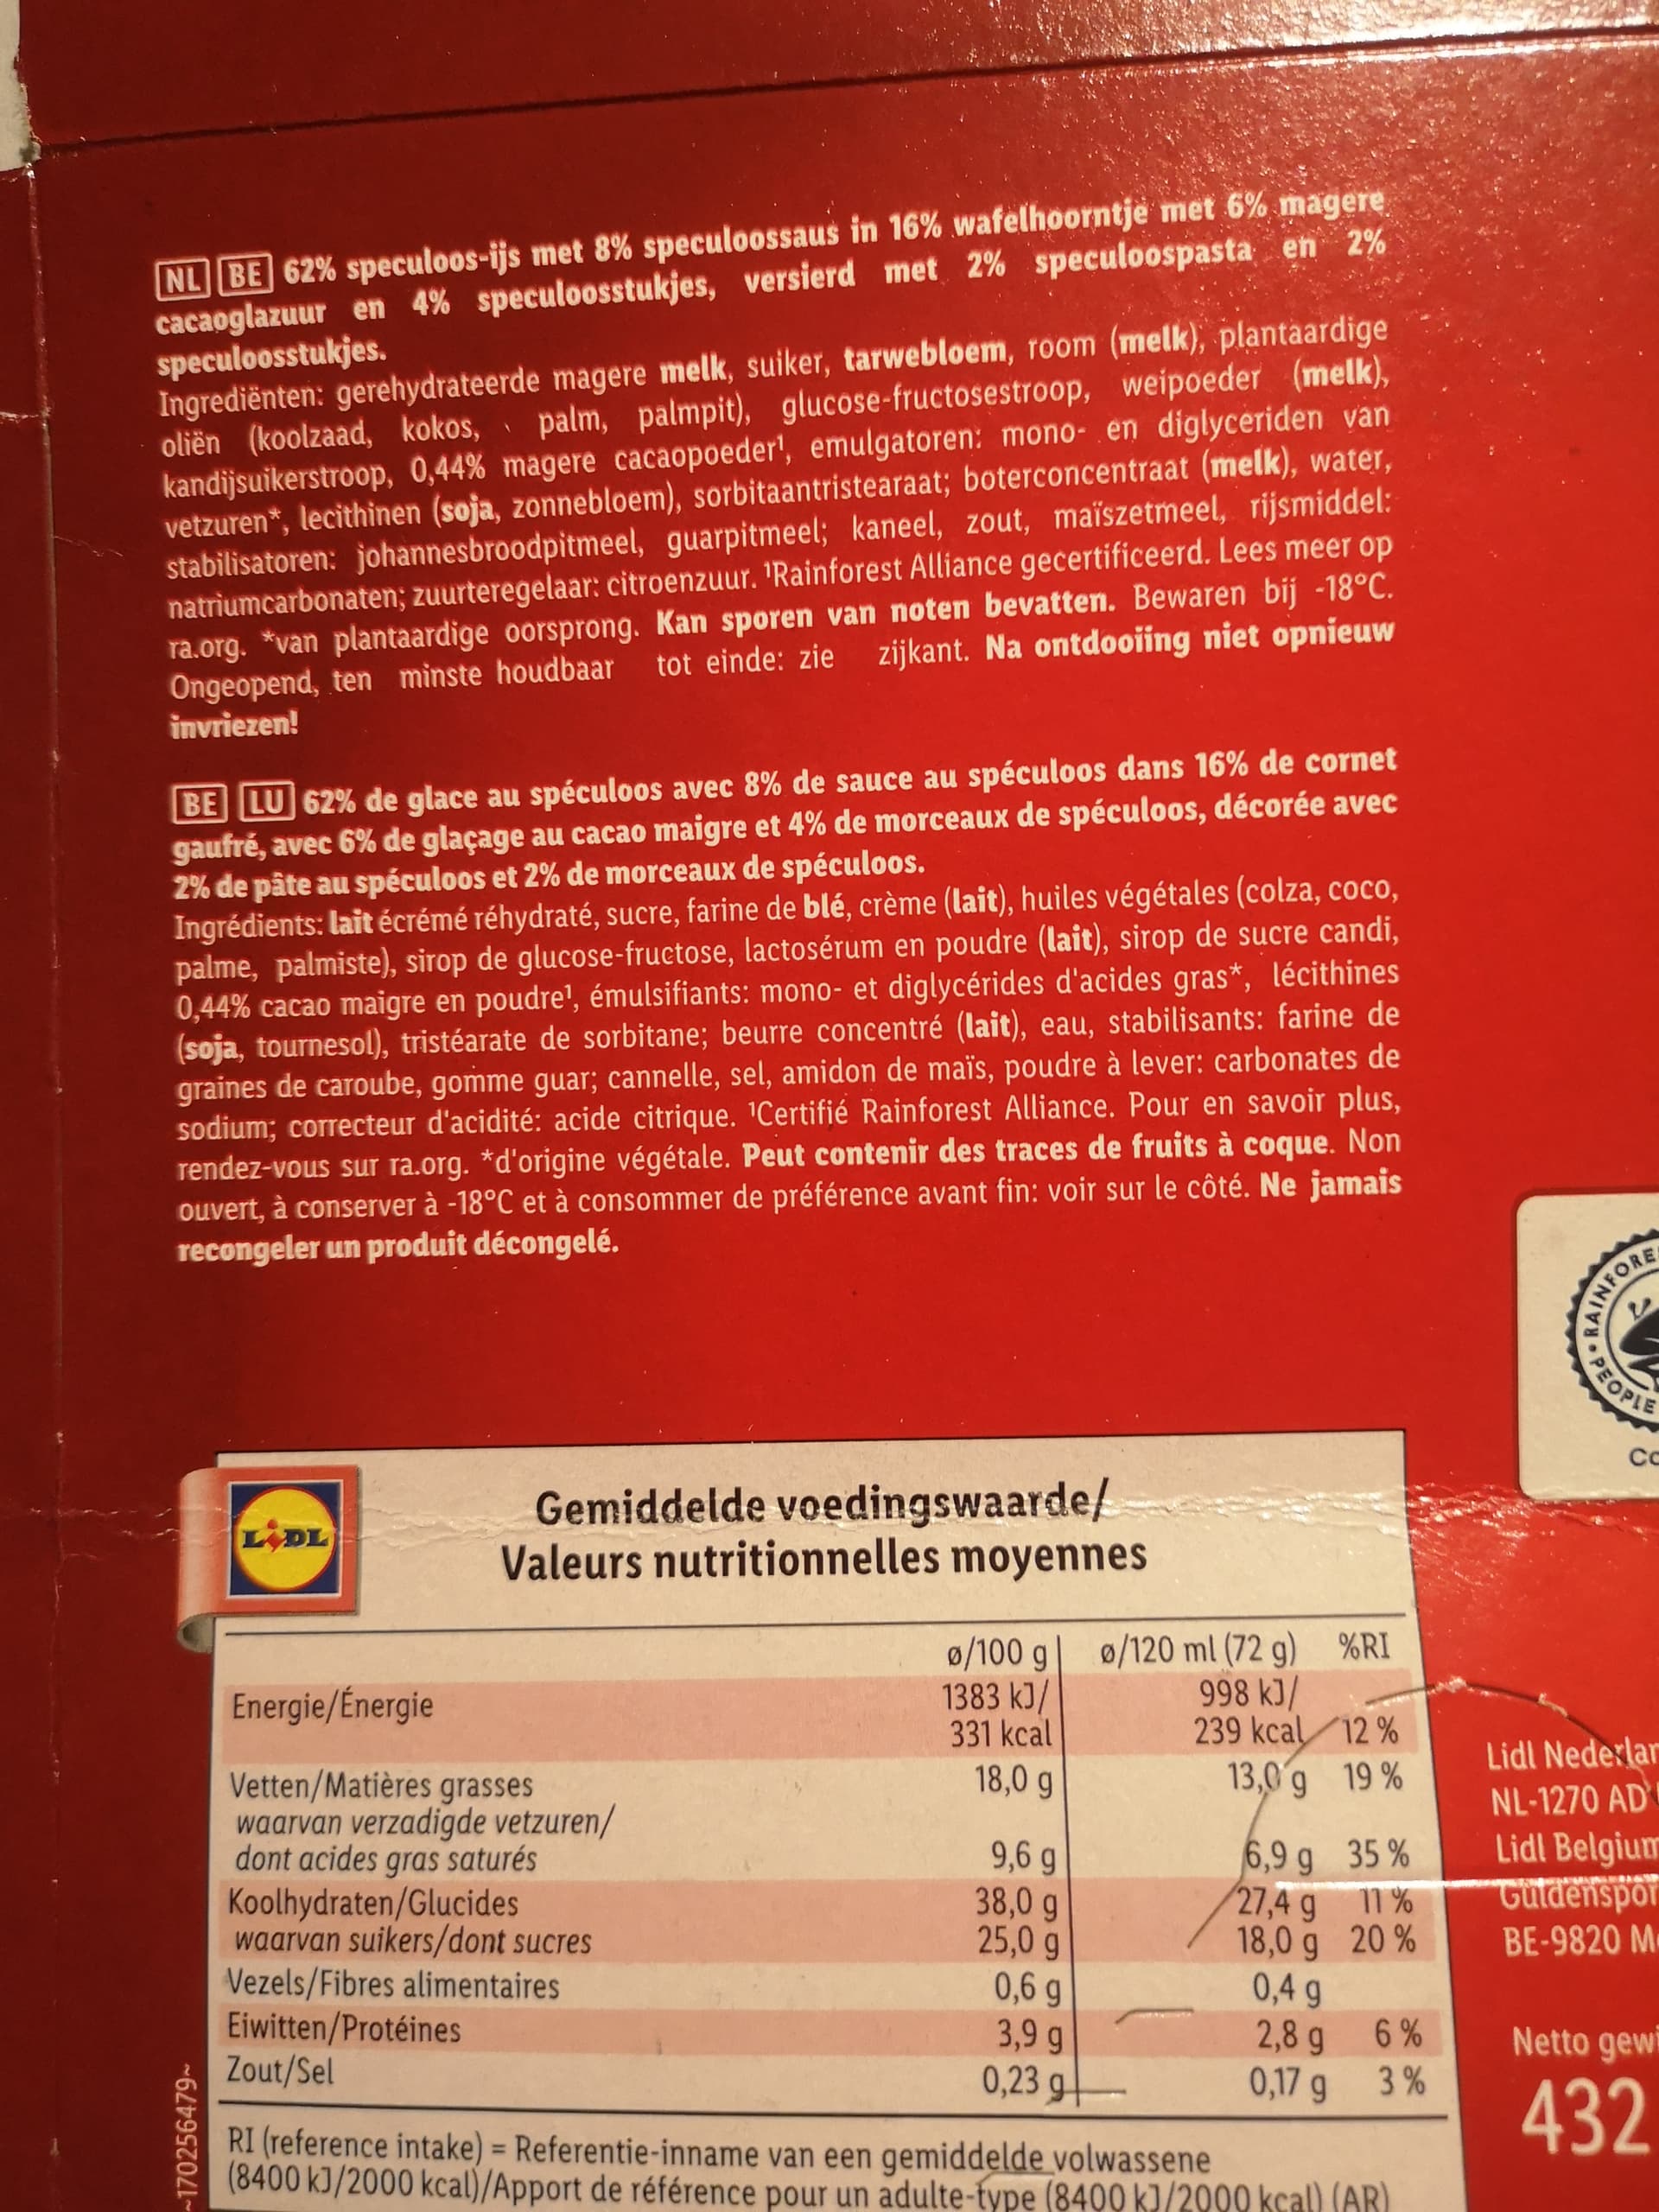 NL BE 62% speculoos-ijs met 8% speculoossaus in 16% wafelhoorntje met 6% magere
cacaoglazuur en 4% speculoosstukjes, versierd met 2% speculoospasta en 2%
speculoosstukjes.
Ingrediënten: gerehydrateerde magere melk, suiker, tarwebloem, room (melk), plantaardige
oliën (koolzaad, kokos, palm, palmpit), glucose-fructosestroop, weipoeder (melk),
kandijsuikerstroop, 0,44% magere cacaopoeder¹, emulgatoren: mono- en diglyceriden van
vetzuren*, lecithinen (soja, zonnebloem), sorbitaantristearaat; boterconcentraat (melk), water,
stabilisatoren: johannesbroodpitmeel, guarpitmeel; kaneel, zout, maïszetmeel, rijsmiddel:
natriumcarbonaten; zuurteregelaar: citroenzuur. ¹Rainforest Alliance gecertificeerd. Lees meer op
ra.org. *van plantaardige oorsprong. Kan sporen van noten bevatten. Bewaren bij -18°C.
Ongeopend, ten minste houdbaar tot einde: zie zijkant. Na ontdooiing niet opnieuw
invriezen!
BE LU 62% de glace au spéculoos avec 8% de sauce au spéculoos dans 16% de cornet
gaufré, avec 6% de glaçage au cacao maigre et 4% de morceaux de spéculoos, décorée avec
2% de pâte au spéculoos et 2% de morceaux de spéculoos.
Ingrédients: lait écrémé réhydraté, sucre, farine de blé, crème (lait), huiles végétales (colza, coco,
palme, palmiste), sirop de glucose-fructose, lactosérum en poudre (lait), sirop de sucre candi,
0,44% cacao maigre en poudre¹, émulsifiants: mono- et diglycérides d'acides gras*, lécithines
(soja, tournesol), tristéarate de sorbitane; beurre concentré (lait), eau, stabilisants: farine de
graines de caroube, gomme guar; cannelle, sel, amidon de maïs, poudre à lever: carbonates de
sodium; correcteur d'acidité: acide citrique. ¹Certifié Rainforest Alliance. Pour en savoir plus,
rendez-vous sur ra.org. *d'origine végétale. Peut contenir des traces de fruits à coque. Non
ouvert, à conserver à -18°C et à consommer de préférence avant fin: voir sur le côté. Ne jamais
recongeler un produit décongelé.
PEOPLE
LIDL
Gemiddelde voedingswaarde/
Valeurs nutritionnelles moyennes
ø/100 g ø/120 ml (72 g) %RI
Energie/Énergie 1383 kJ/ 998 kJ/
331 kcal 239 kcal 12 %
Vetten/Matières grasses 18,0 g 13,0 g 19 %
waarvan verzadigde vetzuren/
dont acides gras saturés 9,6 g 6,9 g 35 %
Koolhydraten/Glucides 38,0 g 27,4 g 11 %
waarvan suikers/dont sucres 25,0 g 18,0 g 20 %
Vezels/Fibres alimentaires 0,6 g 0,4 g
Eiwitten/Protéines 3,9 g 2,8 g 6 %
Zout/Sel 0,23 g 0,17 g 3 %
RI (reference intake) = Referentie-inname van een gemiddelde volwassene
(8400 kJ/2000 kcal)/Apport de référence pour un adulte-type (8400 kJ/2000 kcal) (AR)
~170256479~
Lidl
NL-1270 AD
Lidl Belgium
BE-9820
Netto
432